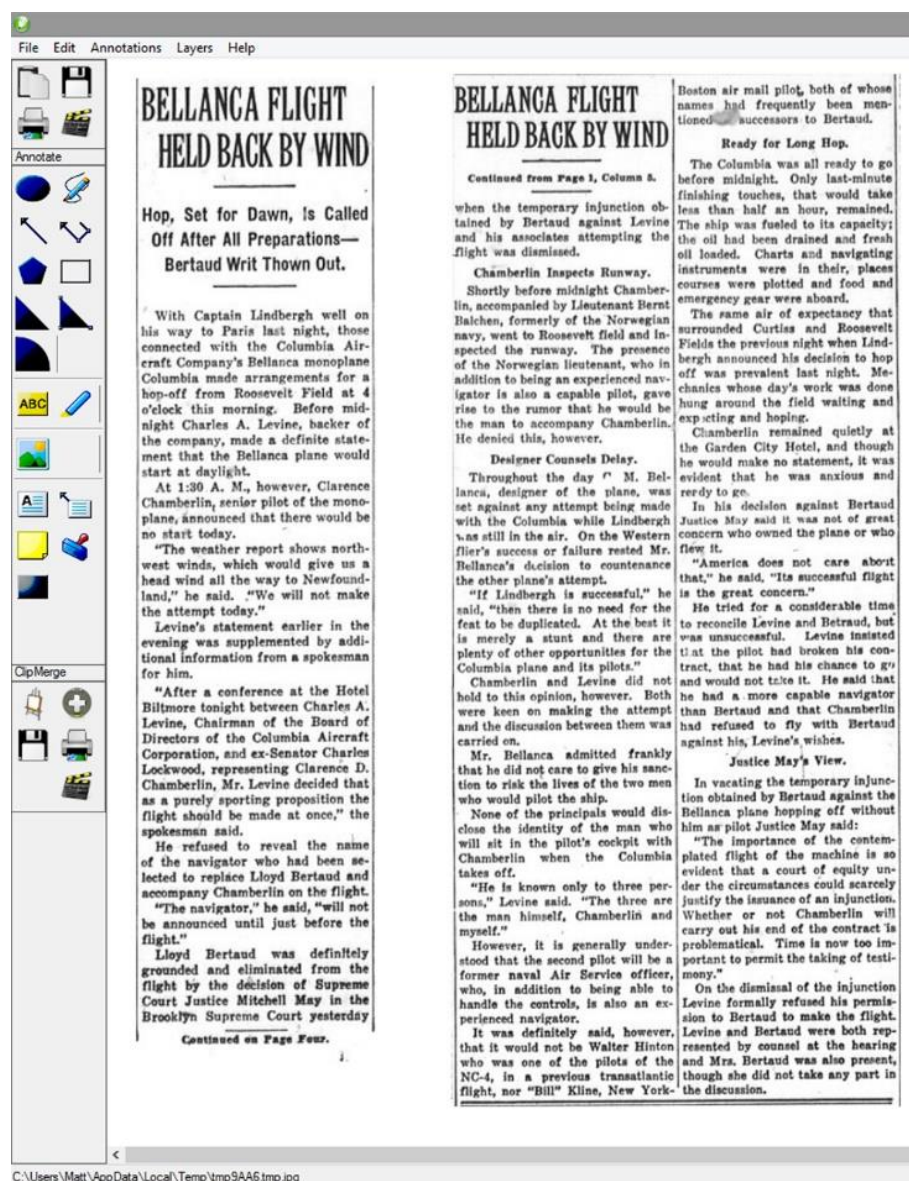 File Edit Annotations Layers Help
Annotate
ABC
A
ClipMerge
BELLANCA FLIGHT
HELD BACK BY WIND
Hop, Set for Dawn, Is Called
Off After All Preparations—
Bertaud Writ Thown Out.
With Captain Lindbergh well on
his way to Paris last night, those
connected with the Columbia Air-
craft Company's Bellanca monoplane
Columbia made arrangements for a
hop-off from Roosevelt Field at 4
o'clock this morning. Before mid-
night Charles A. Levine, backer of
the company, made a definite state-
ment that the Bellanca plane would
start at daylight.
At 1:30 A. M., however, Clarence
Chamberlin, senior pilot of the mono-
plane, announced that there would be
no start today.
"The weather report shows north-
west winds, which would give us a
head wind all the way to Newfound-
land," he said. "We will not make
the attempt today."
Levine's statement earlier in the
evening was supplemented by addi-
tional information from a spokesman
for him.
"After a conference at the Hotel
Biltmore tonight between Charles A.
Levine, Chairman of the Board of
Directors of the Columbia Aircraft
Corporation, and ex-Senator Charles
Lockwood, representing Clarence D.
Chamberlin, Mr. Levine decided that
as a purely sporting proposition the
flight should be made at once," the
spokesman said.
He refused to reveal the name
of the navigator who had been se-
lected to replace Lloyd Bertaud and
accompany Chamberlin on the flight.
"The navigator," he said, "will not
be announced until just before the
flight."
Lloyd Bertaud was definitely
grounded and eliminated from the
flight by the decision of Supreme
Court Justice Mitchell May in the
Brooklyn Supreme Court yesterday
Continued on Page Four.
BELLANCA FLIGHT
HELD BACK BY WIND
Continued from Page 1, Column 5.
when the temporary injunction ob-
tained by Bertaud against Levine
and his associates attempting the
flight was dismissed.
Chamberlin Inspects Runway.
Shortly before midnight Chamber-
lin, accompanied by Lieutenant Bernt
Balchen, formerly of the Norwegian
navy, went to Roosevelt field and in-
spected the runway. The presence
of the Norwegian lieutenant, who in
addition to being an experienced nav-
igator is also a capable pilot, gave
rise to the rumor that he would be
the man to accompany Chamberlin.
He denied this, however.
Designer Counsels Delay.
Throughout the day M. Bel-
lanca, designer of the plane, was
set against any attempt being made
with the Columbia while Lindbergh
was still in the air. On the Western
flier's success or failure rested Mr.
Bellanca's decision to countenance
the other plane's attempt.
"If Lindbergh is successful," he
said, "then there is no need for the
feat to be duplicated. At the best it
is merely a stunt and there are
plenty of other opportunities for the
Columbia plane and its pilots."
Chamberlin and Levine did not
hold to this opinion, however. Both
were keen on making the attempt
and the discussion between them was
carried on.
Mr. Bellanca admitted frankly
that he did not care to give his sanc-
tion to risk the lives of the two men
who would pilot the ship.
None of the principals would dis-
close the identity of the man who
will sit in the pilot's cockpit with
Chamberlin when the Columbia
takes off.
"He is known only to three per-
sons," Levine said. "The three are
the man himself, Chamberlin and
myself."
However, it is generally under-
stood that the second pilot will be a
former naval Air Service officer,
who, in addition to being able to
handle the controls, is also an ex-
perienced navigator.
It was definitely said, however,
that it would not be Walter Hinton
who was one of the pilots of the
NC-4, in a previous transatlantic
flight, nor "Bill" Kline, New York-
Boston air mail pilot, both of whose
names had frequently been men-
tioned successors to Bertaud.
Ready for Long Hop.
The Columbia was all ready to go
before midnight. Only last-minute
finishing touches, that would take
less than half an hour, remained.
The ship was fueled to its capacity;
the oil had been drained and fresh
oil loaded. Charts and navigating
instruments were in their, places
courses were plotted and food and
emergency gear were aboard.
The same air of expectancy that
surrounded Curtiss and Roosevelt
Fields the previous night when Lind-
bergh announced his decision to hop
off was prevalent last night. Me-
chanics whose day's work was done
hung around the field waiting and
expecting and hoping.
Chamberlin remained quietly at
the Garden City Hotel, and though
he would make no statement, it was
evident that he was anxious and
ready to go.
In his decision against Bertaud
Justice May said it was not of great
concern who owned the plane or who
flew it.
"America does not care about
that," he said, "Its successful flight
is the great concern."
He tried for a considerable time
to reconcile Levine and Betraud, but
was unsuccessful. Levine insisted
that the pilot had broken his con-
tract, that he had his chance to go
and would not take it. He said that
he had a more capable navigator
than Bertaud and that Chamberlin
had refused to fly with Bertaud
against his, Levine's wishes.
Justice May's View.
In vacating the temporary injunc-
tion obtained by Bertaud against the
Bellanca plane hopping off without
him as pilot Justice May said:
"The importance of the contem-
plated flight of the machine is so
evident that a court of equity un-
der the circumstances could scarcely
justify the issuance of an injunction.
Whether or not Chamberlin will
carry out his end of the contract is
problematical. Time is now too im-
portant to permit the taking of testi-
mony."
On the dismissal of the injunction
Levine formally refused his permis-
sion to Bertaud to make the flight.
Levine and Bertaud were both rep-
resented by counsel at the hearing
and Mrs. Bertaud was also present,
though she did not take any part in
the discussion.
C:\Users\Matt\AppData\Local\Temp\tmp9AA6.tmp.jpg